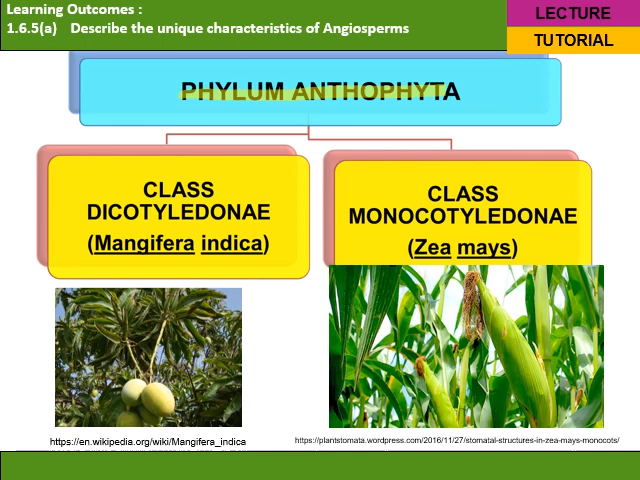 Learning Outcomes :
1.6.5(a) Describe the unique characteristics of Angiosperms
LECTURE
TUTORIAL
PHYLUM ANTHOPHYTA
CLASS
DICOTYLEDONAE
(Mangifera indica)
CLASS
MONOCOTYLEDONAE
(Zea mays)
https://en.wikipedia.org/wiki/Mangifera_indica
https://plantstomata.wordpress.com/2016/11/27/stomatal-structures-in-zea-mays-monocots/